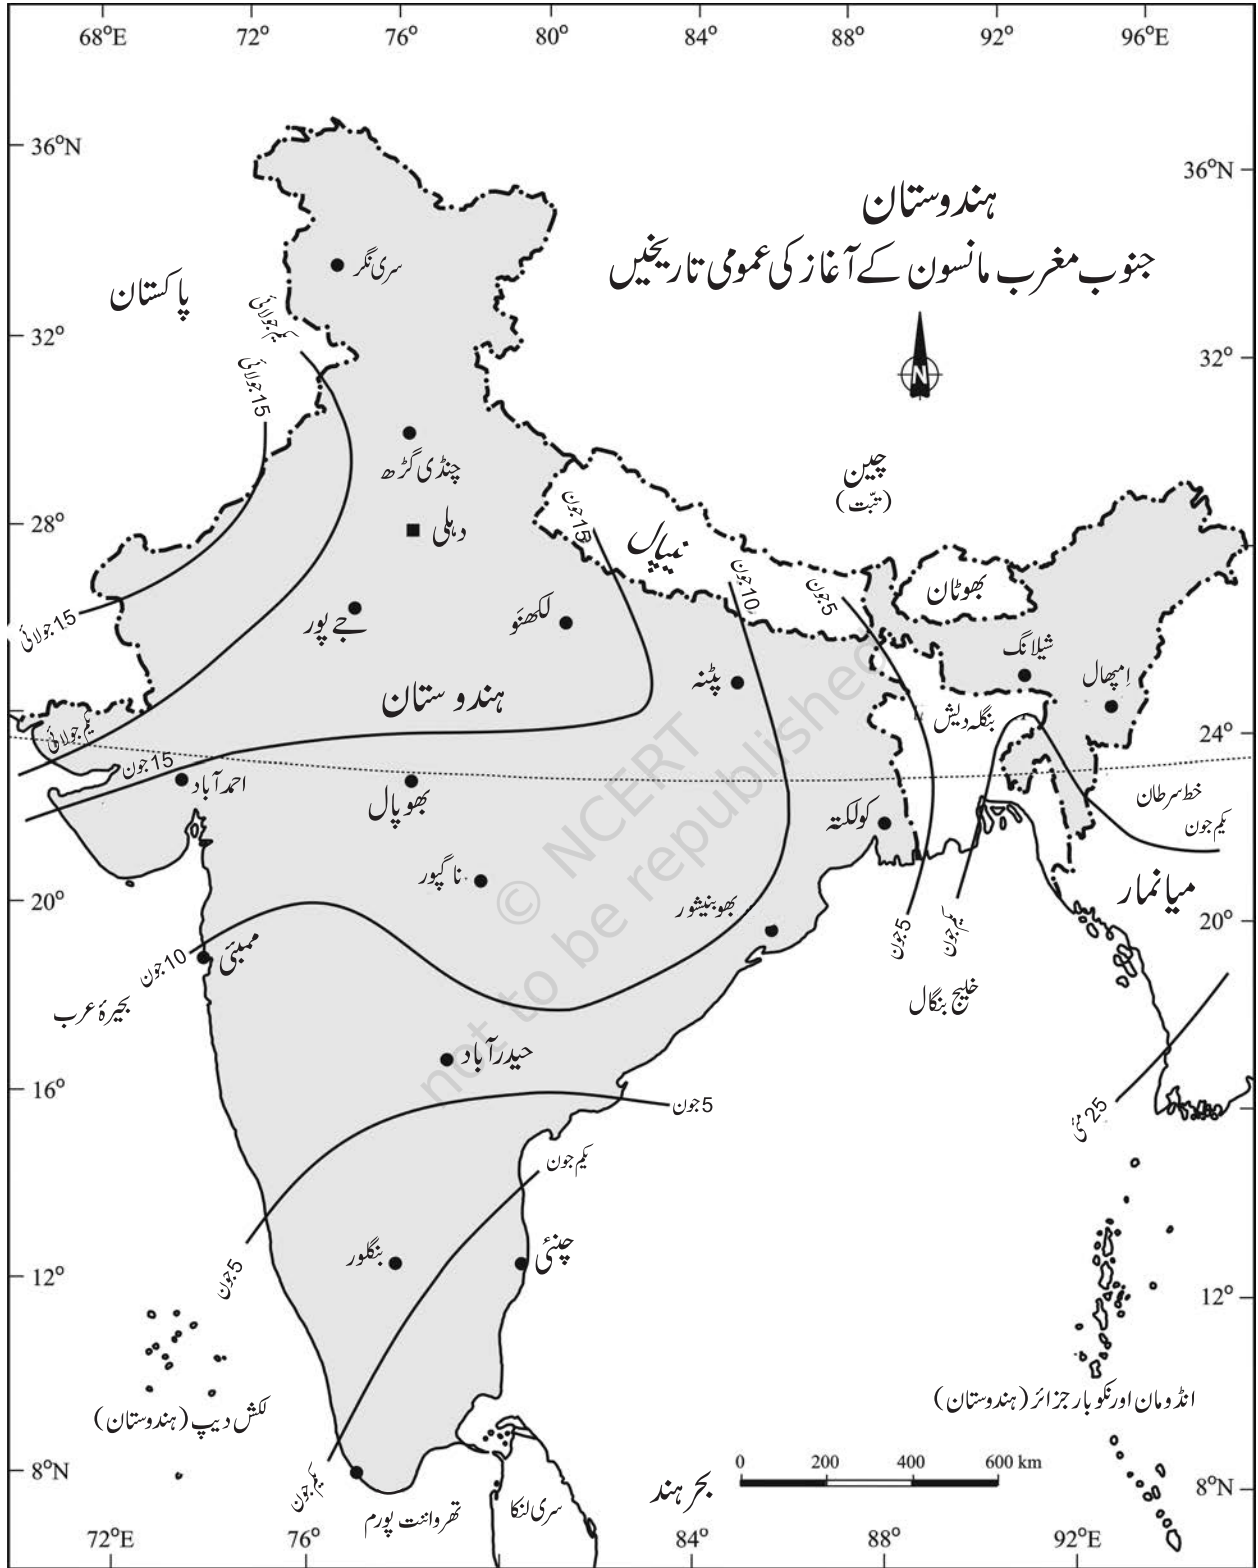 68°E 72° 76° 80° 84° 88° 92° 96°E
36°N
36°N
ہندوستان
جنوب مغرب مانسون کے آغاز کی عمومی تاریخیں
سری نگر
پاکستان
یکم جولائی
32°
32°
15 جولائی
N
چنڈی گڑھ
چین
(تبّت)
28°
دہلی
15 جون
نیپال
10 جون
5 جون
بھوٹان
15 جولائی
جے پور
لکھنؤ
شیلانگ
پٹنہ
امپھال
ہندوستان
بنگلہ دیش
یکم جولائی
24°
15 جون
احمد آباد
بھوپال
خط سرطان
کولکتہ
یکم جون
ناگپور
میانمار
20°
20°
بھوبنیشور
ممبئی
10 جون
5 جون
یکم جون
بحیرۂ عرب
خلیج بنگال
حیدرآباد
16°
5 جون
25 مئی
یکم جون
بنگلور
چنئی
5 جون
12°
12°
لکش دیپ (ہندوستان)
انڈومان اور نکوبار جزائر (ہندوستان)
8°N
یکم جون
0 200 400 600 km
8°N
بحر ہند
تھرواننت پورم
سری لنکا
72°E 76° 84° 88° 92°E
© NCERT
not to be republished